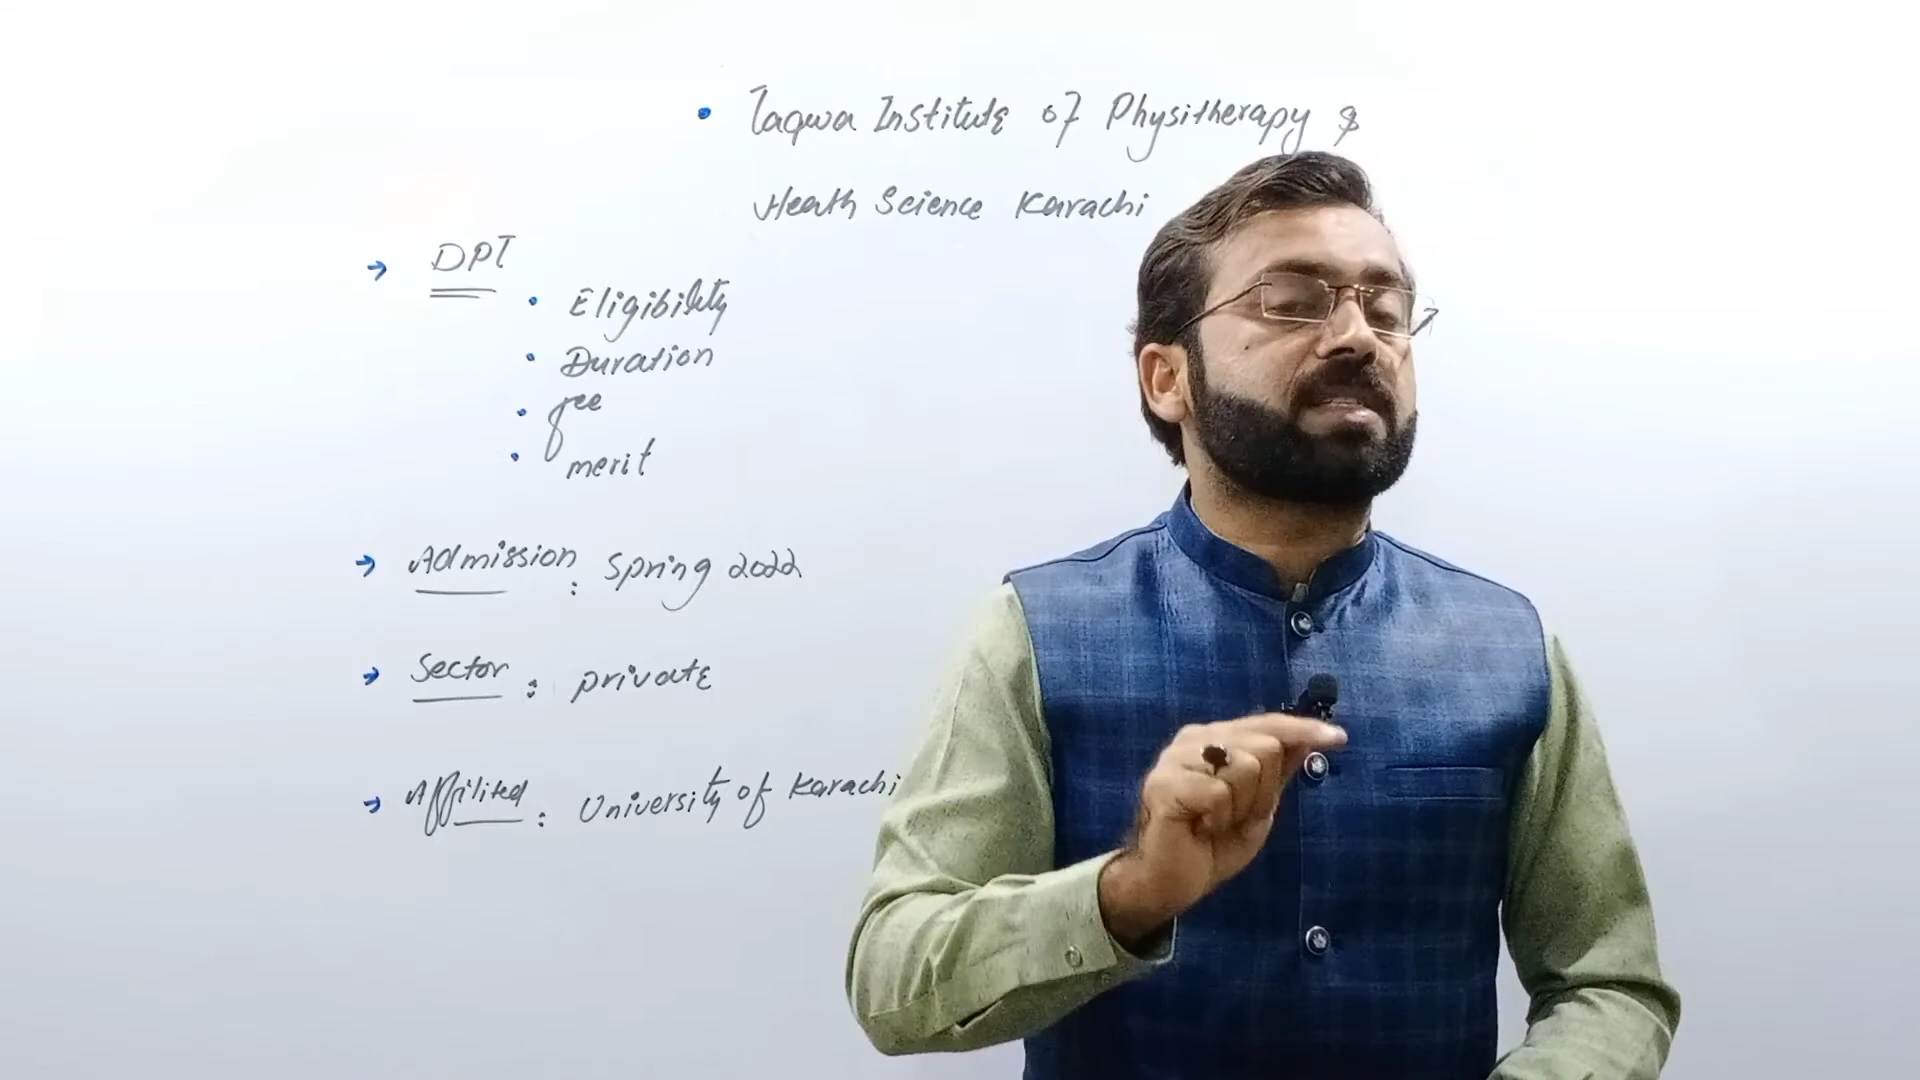 • Taqwa Institute of Physitherapy &
Health Science Karachi
→ DPT
• Eligibility
• Duration
• fee
• merit
→ Admission : Spring 2022
→ Sector : private
→ Affilited : University of Karachi